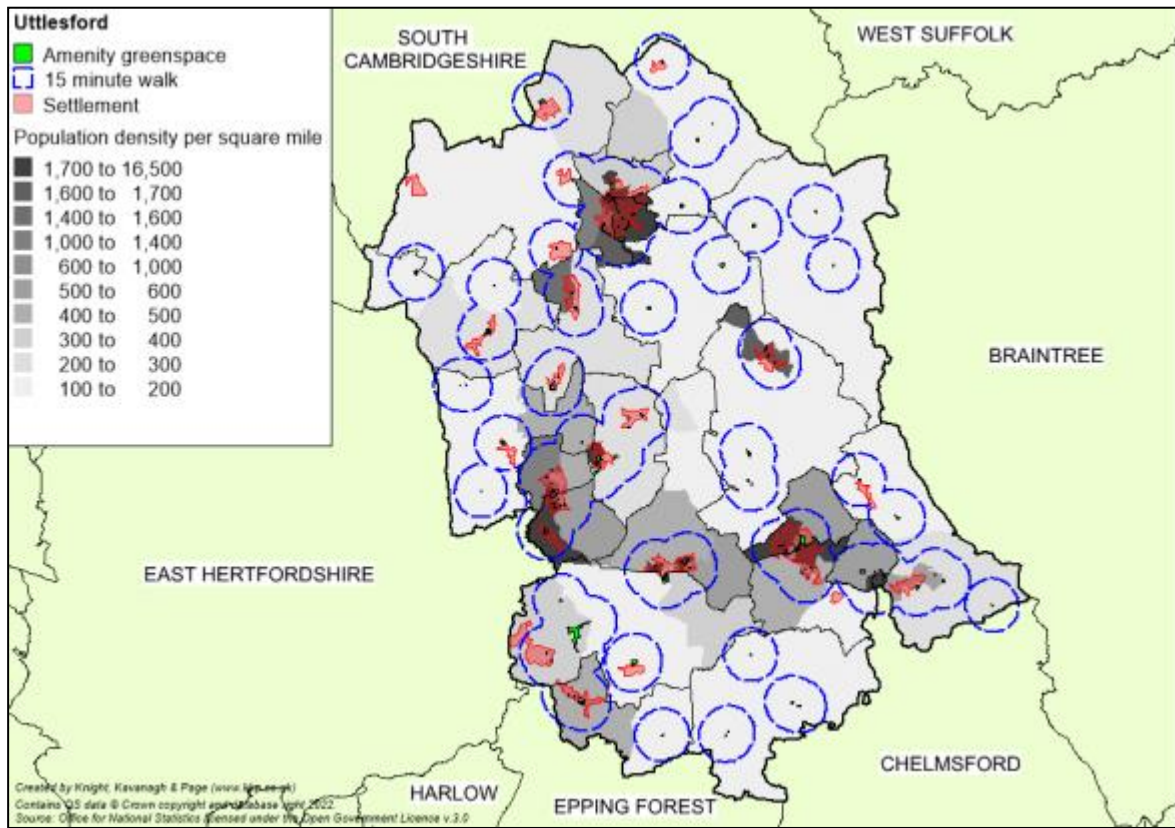 Uttlesford
Amenity greenspace
15 minute walk
Settlement
Population density per square mile
1,700 to 16,500
1,600 to 1,700
1,400 to 1,600
1,000 to 1,400
600 to 1,000
500 to 600
400 to 500
300 to 400
200 to 300
100 to 200
SOUTH
CAMBRIDGESHIRE
WEST SUFFOLK
BRAINTREE
EAST HERTFORDSHIRE
CHELMSFORD
HARLOW
EPPING FOREST
Created by Knight, Kavanagh & Page (www.kkp.co.uk)
Contains OS data © Crown copyright and database right 2022
Source: Office for National Statistics licensed under the Open Government Licence v.3.0